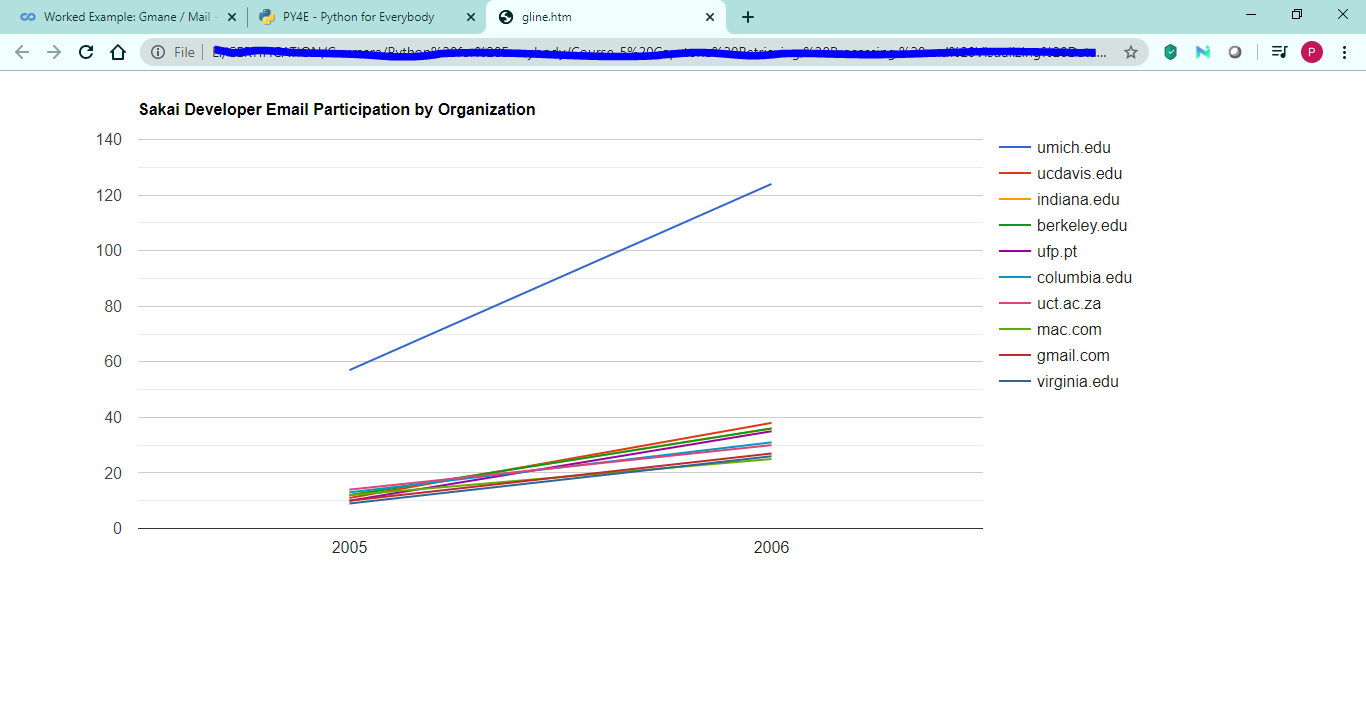 Worked Example: Gmane / Mail
PY4E - Python for Everybody
gline.htm
File
P
Sakai Developer Email Participation by Organization
140
120
100
80
60
40
20
0
2005
2006
umich.edu
ucdavis.edu
indiana.edu
berkeley.edu
ufp.pt
columbia.edu
uct.ac.za
mac.com
gmail.com
virginia.edu